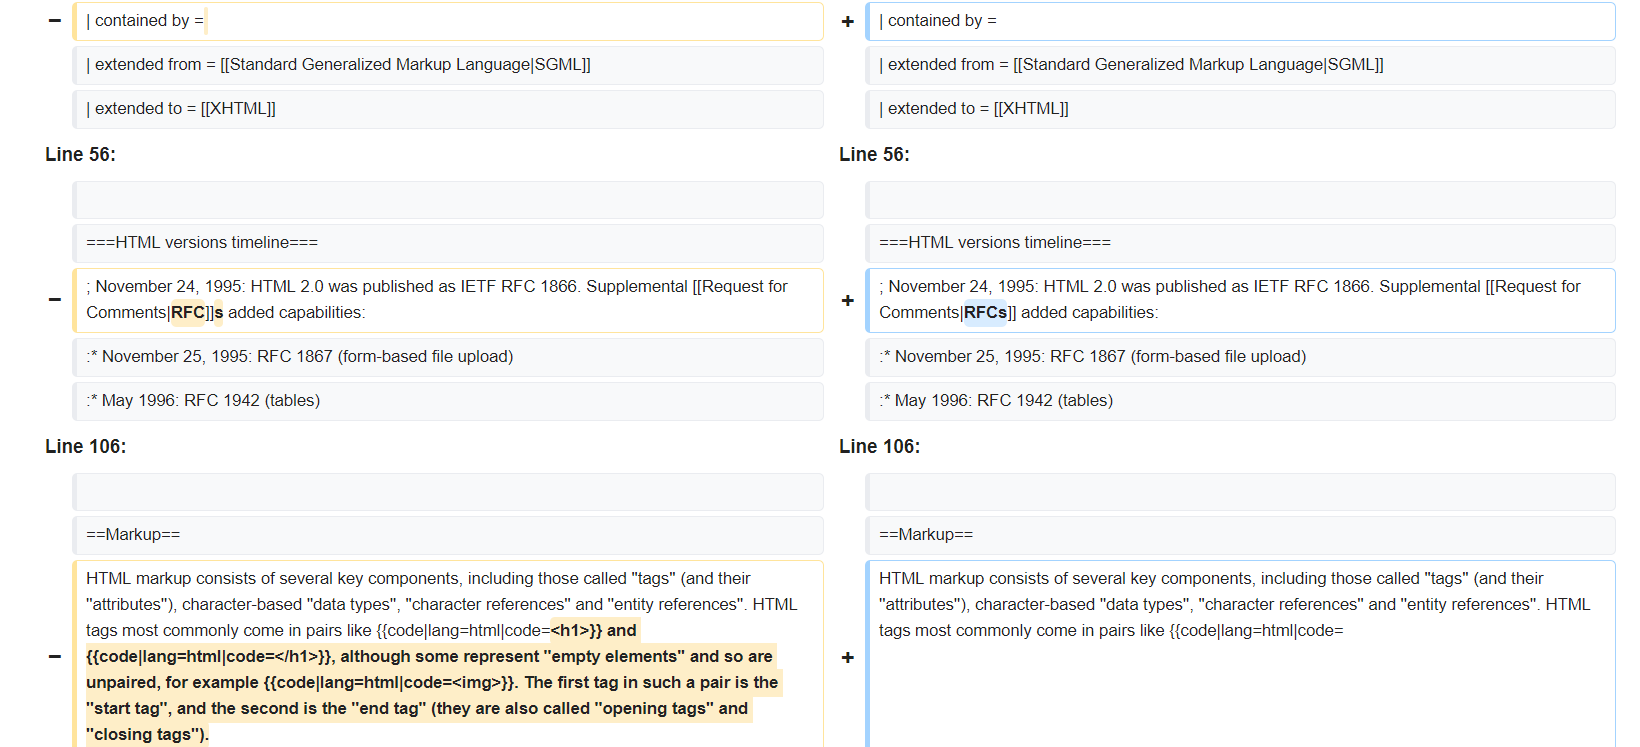 − | contained by =
+ | contained by =
| extended from = [[Standard Generalized Markup Language|SGML]]
| extended from = [[Standard Generalized Markup Language|SGML]]
| extended to = [[XHTML]]
| extended to = [[XHTML]]
Line 56:
Line 56:
===HTML versions timeline===
===HTML versions timeline===
− ; November 24, 1995: HTML 2.0 was published as IETF RFC 1866. Supplemental [[Request for
Comments|RFC]]s added capabilities:
+ ; November 24, 1995: HTML 2.0 was published as IETF RFC 1866. Supplemental [[Request for
Comments|RFCs]] added capabilities:
:* November 25, 1995: RFC 1867 (form-based file upload)
:* November 25, 1995: RFC 1867 (form-based file upload)
:* May 1996: RFC 1942 (tables)
:* May 1996: RFC 1942 (tables)
Line 106:
Line 106:
==Markup==
==Markup==
− HTML markup consists of several key components, including those called "tags" (and their
"attributes"), character-based "data types", "character references" and "entity references". HTML
tags most commonly come in pairs like {{code|lang=html|code=<h1>}} and
{{code|lang=html|code=</h1>}}, although some represent "empty elements" and so are
unpaired, for example {{code|lang=html|code=<img>}}. The first tag in such a pair is the
"start tag", and the second is the "end tag" (they are also called "opening tags" and
"closing tags").
+ HTML markup consists of several key components, including those called "tags" (and their
"attributes"), character-based "data types", "character references" and "entity references". HTML
tags most commonly come in pairs like {{code|lang=html|code=